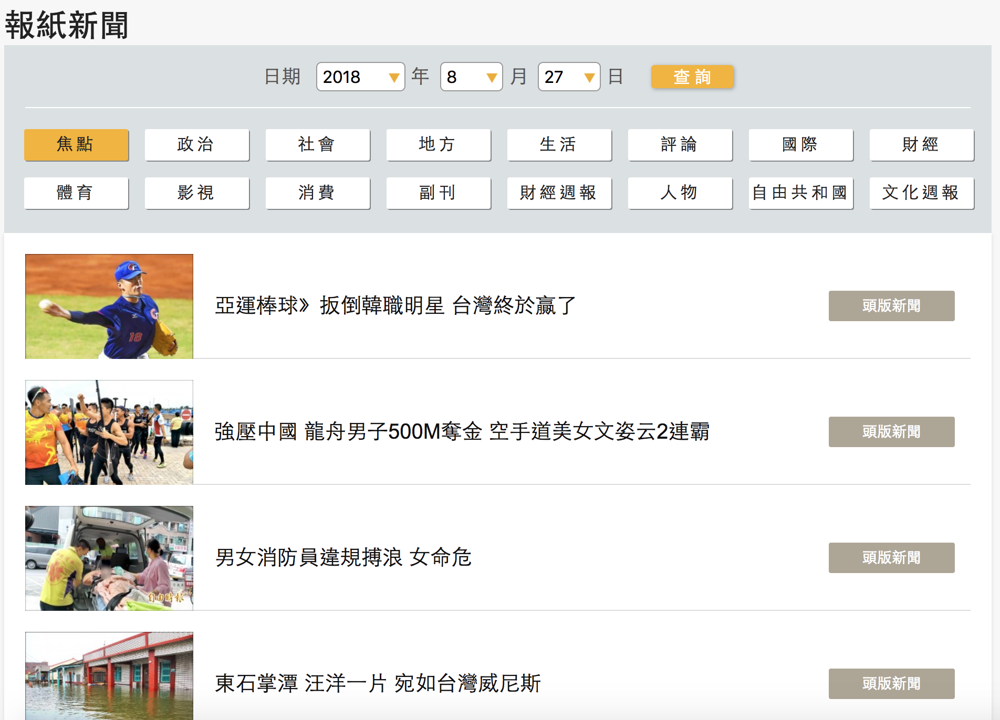 報紙新聞
日期 2018 年 8 月 27 日 查詢
焦點 政治 社會 地方 生活 評論 國際 財經
體育 影視 消費 副刊 財經週報 人物 自由共和國 文化週報
18
亞運棒球》扳倒韓職明星 台灣終於贏了 頭版新聞
強壓中國 龍舟男子500M奪金 空手道美女文姿云2連霸 頭版新聞
男女消防員違規搏浪 女命危 頭版新聞
自由時報
東石掌潭 汪洋一片 宛如台灣威尼斯 頭版新聞